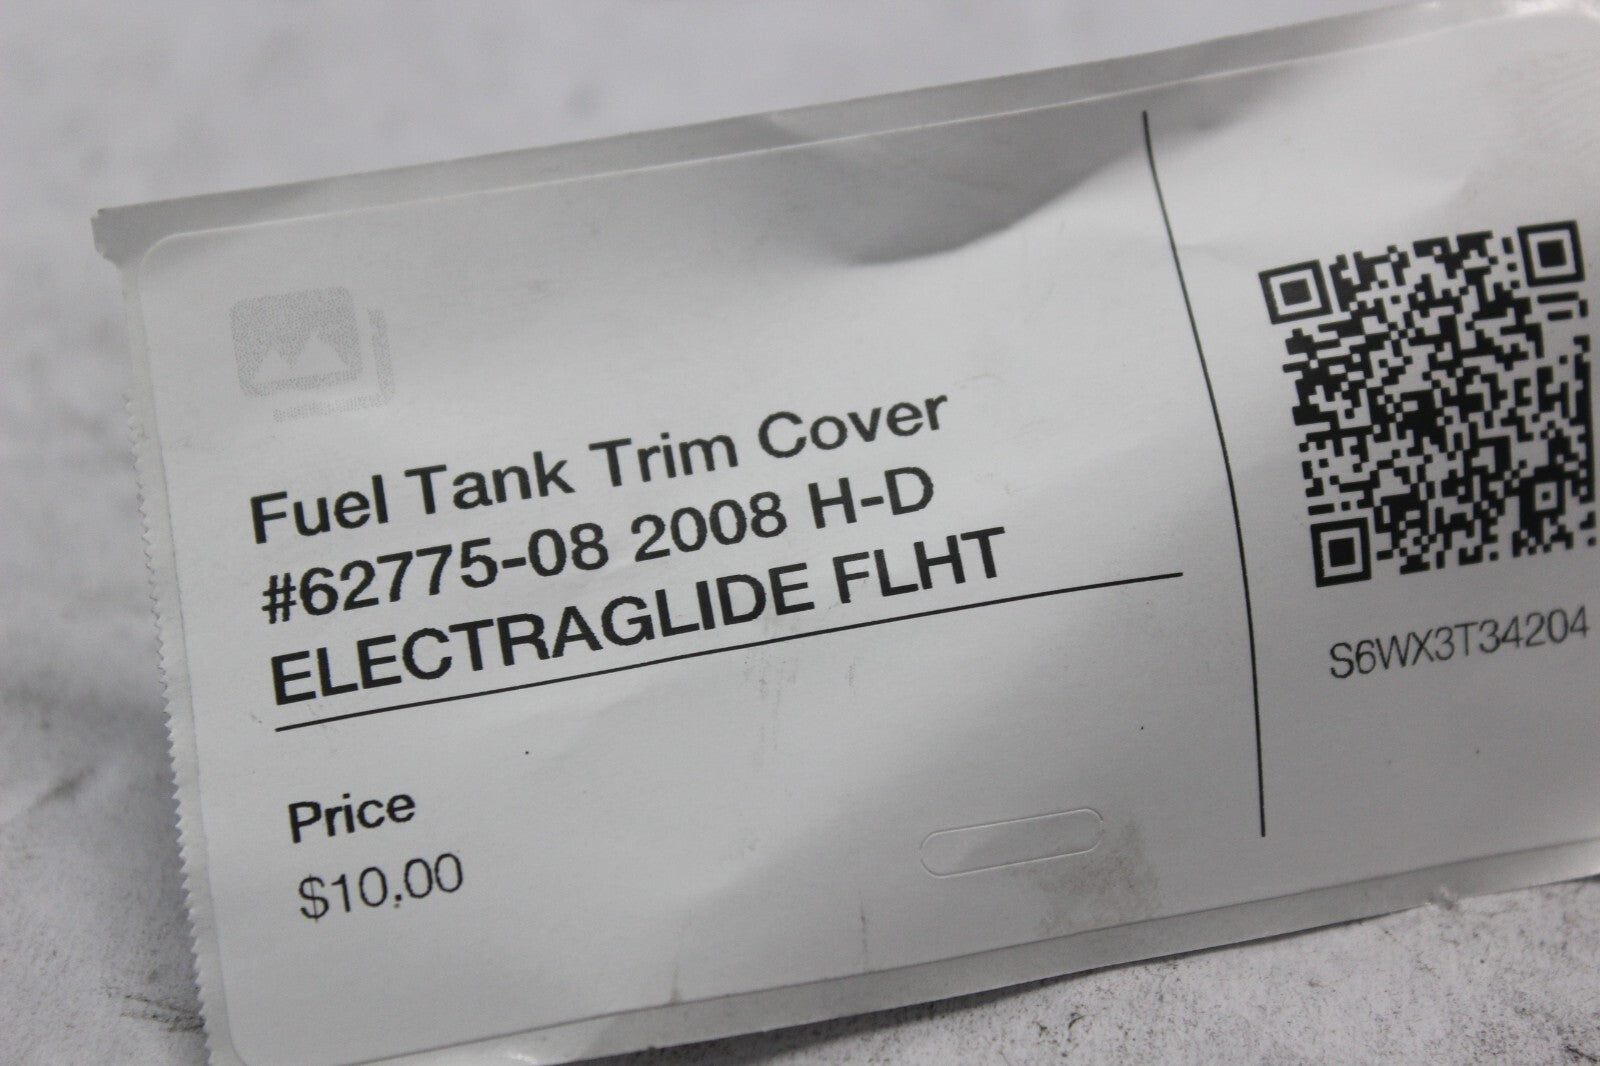 Fuel Tank Trim Cover
#62775-08 2008 H-D
ELECTRAGLIDE FLHT
Price
$10.00
S6WX3T34204